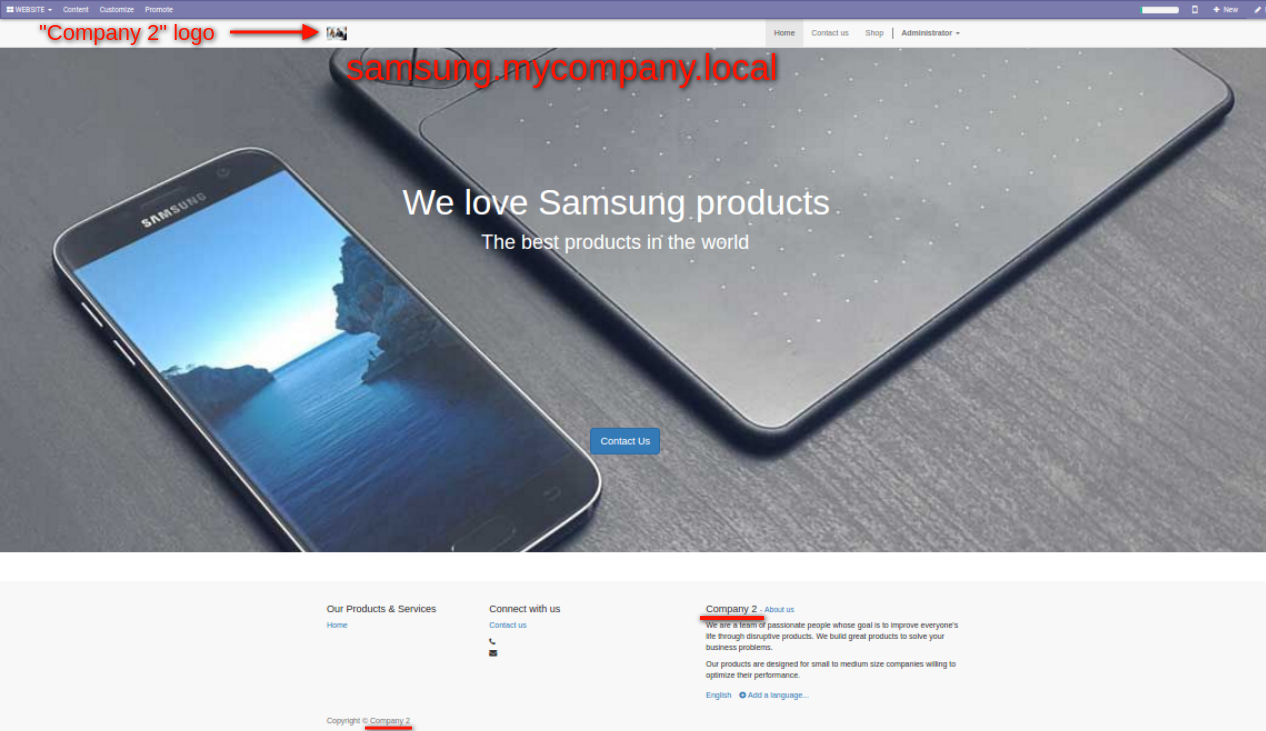 WEBSITE Content Customize Promote New
"Company 2" logo
Home Contact us Shop Administrator
samsung.mycompany.local
SAMSUNG
We love Samsung products
The best products in the world
Contact Us
Our Products & Services
Home
Connect with us
Contact us
Company 2 - About us
We are a team of passionate people whose goal is to improve everyone's
life through disruptive products. We build great products to solve your
business problems.
Our products are designed for small to medium size companies willing to
optimize their performance.
English Add a language...
Copyright © Company 2